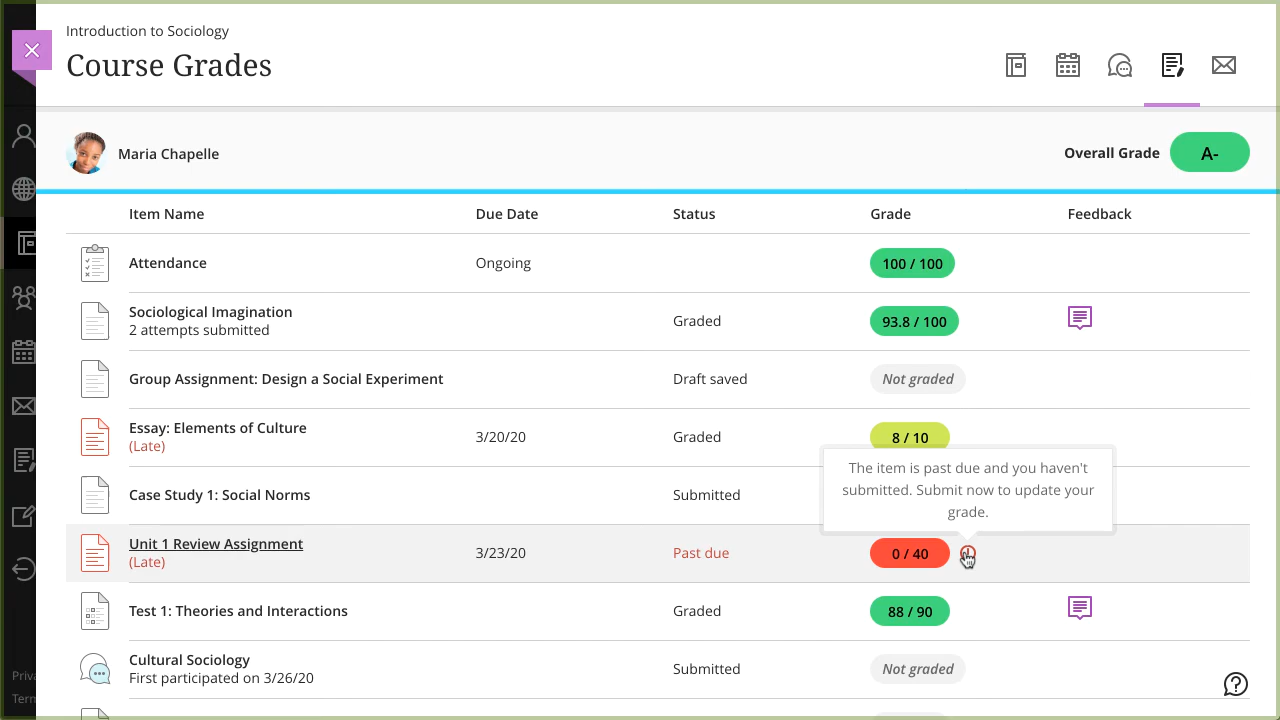 Introduction to Sociology
Course Grades
Maria Chapelle
Overall Grade
A-
Item Name Due Date Status Grade Feedback
Attendance Ongoing 100 / 100
Sociological Imagination
2 attempts submitted
Graded 93.8 / 100
Group Assignment: Design a Social Experiment Draft saved Not graded
Essay: Elements of Culture
(Late)
3/20/20 Graded 8 / 10
Case Study 1: Social Norms Submitted
The item is past due and you haven't
submitted. Submit now to update your
grade.
Unit 1 Review Assignment
(Late)
3/23/20 Past due 0 / 40
Test 1: Theories and Interactions Graded 88 / 90
Cultural Sociology
First participated on 3/26/20
Submitted Not graded
Priva
Term